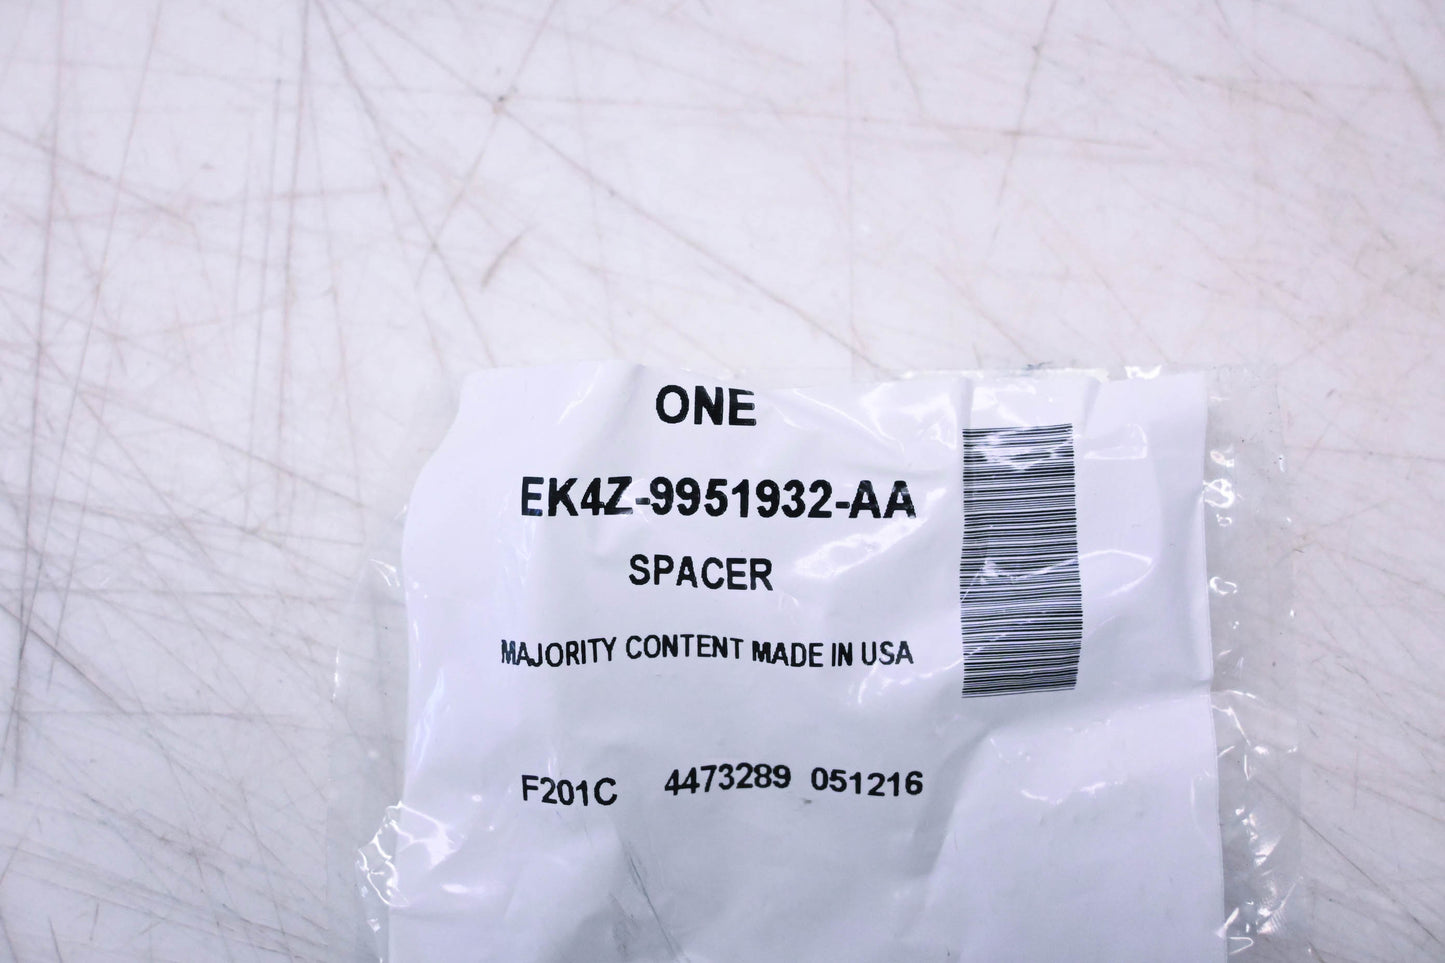 ONE
EK4Z-9951932-AA
SPACER
MAJORITY CONTENT MADE IN USA
F201C 4473289 051216